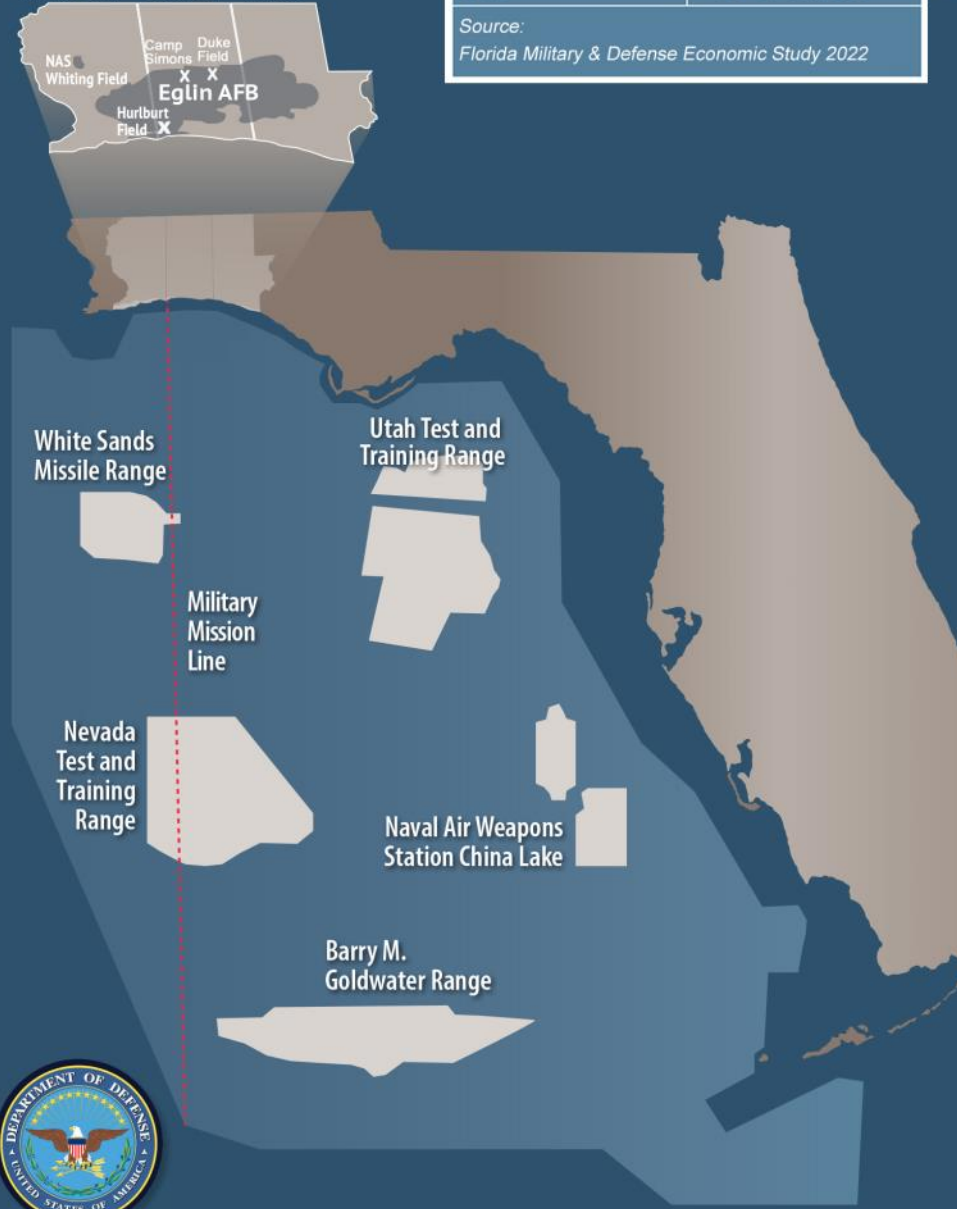 Source:
Florida Military & Defense Economic Study 2022
NAS
Whiting Field
Camp
Simons
Duke
Field
Eglin AFB
Hurlburt
Field
White Sands
Missile Range
Utah Test and
Training Range
Military
Mission
Line
Nevada
Test and
Training
Range
Naval Air Weapons
Station China Lake
Barry M.
Goldwater Range
DEPARTMENT OF DEFENSE
UNITED STATES OF AMERICA